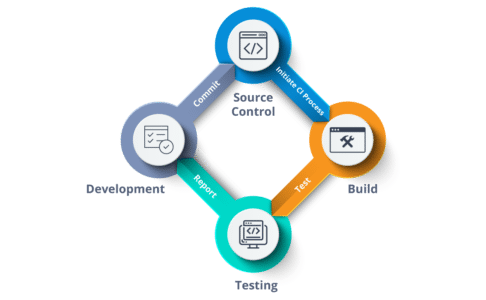 Commit
Initiate CI Process
Source
Control
Development
Build
Report
Test
Testing